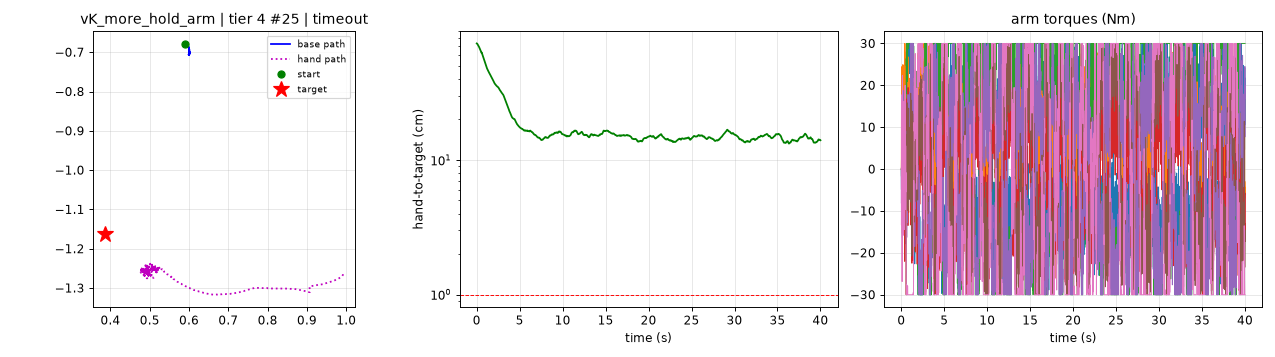 vK_more_hold_arm | tier 4 #25 | timeout
base path
hand path
start
target
−0.7
−0.8
−0.9
−1.0
−1.1
−1.2
−1.3
0.4 0.5 0.6 0.7 0.8 0.9 1.0
hand-to-target (cm)
10¹
10⁰
0 5 10 15 20 25 30 35 40
time (s)
arm torques (Nm)
30
20
10
0
−10
−20
−30
0 5 10 15 20 25 30 35 40
time (s)